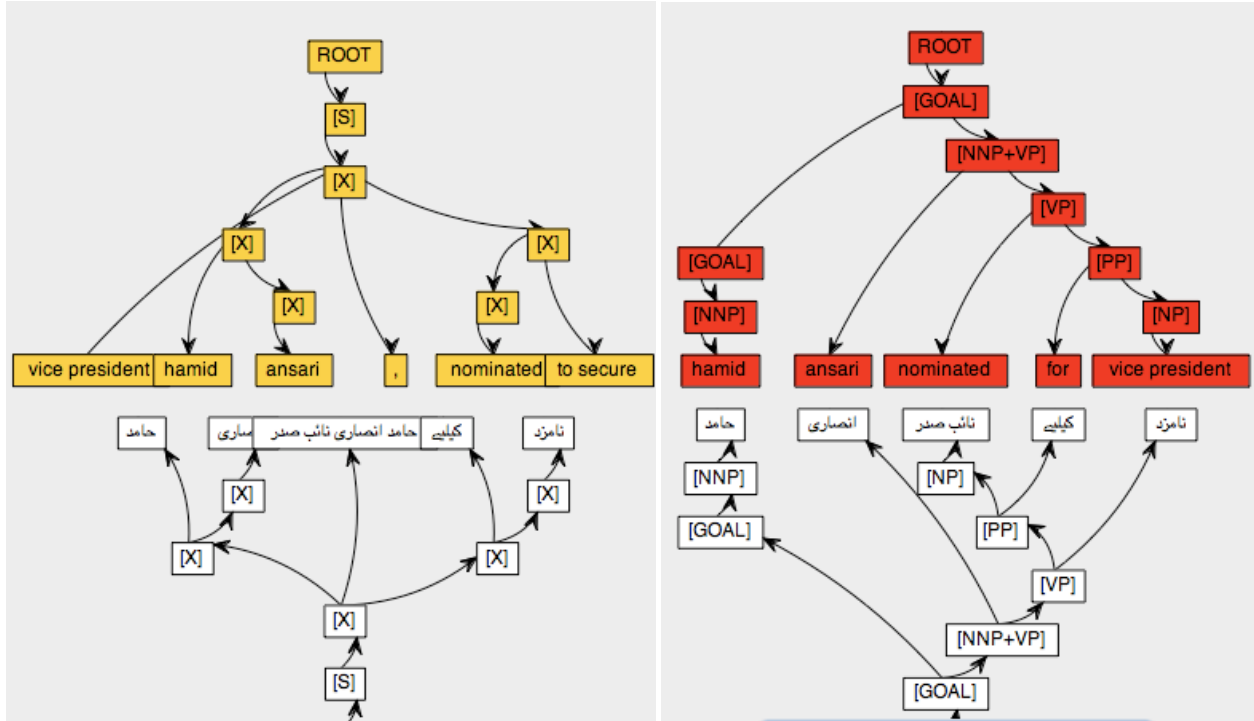 ROOT
[S]
[X]
[X] [X]
[X] [X]
vice president hamid ansari , nominated to secure
حامد صاری حامد انصاری نائب صدر کیلیے نامزد
[X] [X]
[X] [X]
[X]
[S]
ROOT
[GOAL]
[NNP+VP]
[VP]
[GOAL] [PP]
[NNP] [NP]
hamid ansari nominated for vice president
حامد انصاری نائب صدر کیلیے نامزد
[NNP] [NP]
[GOAL] [PP]
[VP]
[NNP+VP]
[GOAL]